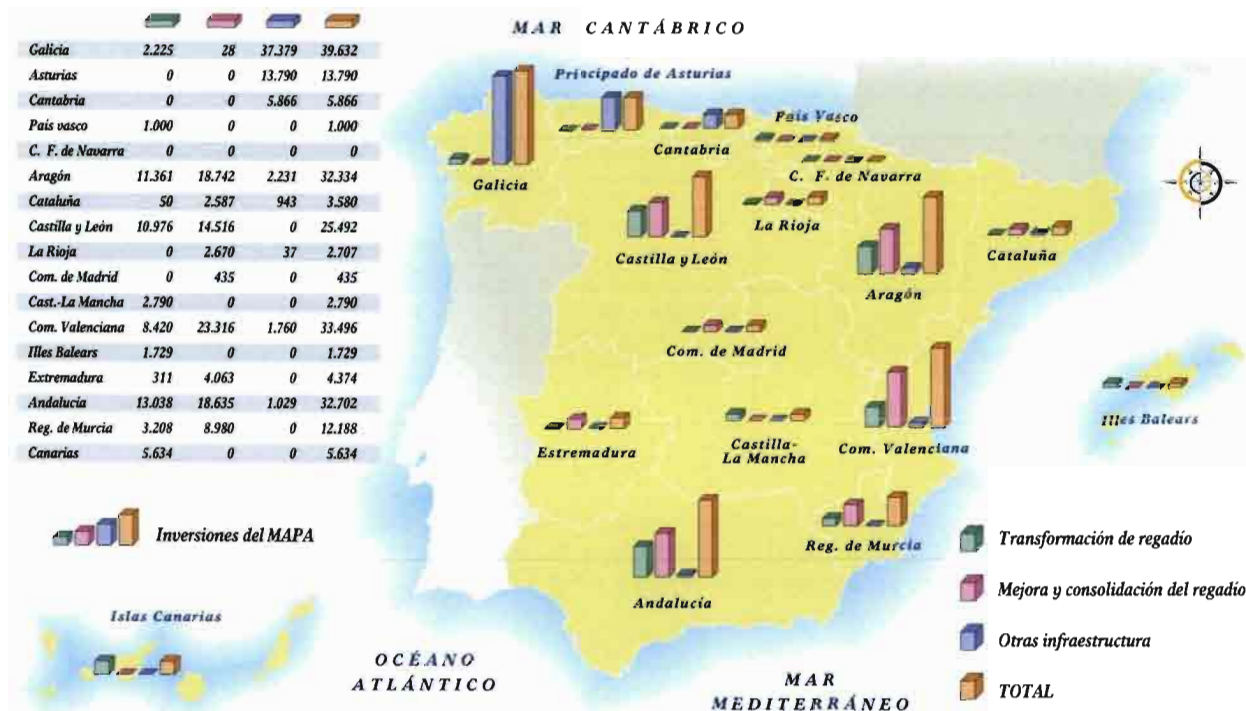 Galicia 2.225 28 37.379 39.632
Asturias 0 0 13.790 13.790
Cantabria 0 0 5.866 5.866
País vasco 1.000 0 0 1.000
C. F. de Navarra 0 0 0 0
Aragón 11.361 18.742 2.231 32.334
Cataluña 50 2.587 943 3.580
Castilla y León 10.976 14.516 0 25.492
La Rioja 0 2.670 37 2.707
Com. de Madrid 0 435 0 435
Cast.-La Mancha 2.790 0 0 2.790
Com. Valenciana 8.420 23.316 1.760 33.496
Illes Balears 1.729 0 0 1.729
Extremadura 311 4.063 0 4.374
Andalucía 13.038 18.635 1.029 32.702
Reg. de Murcia 3.208 8.980 0 12.188
Canarias 5.634 0 0 5.634
Inversiones del MAPA
MAR CANTÁBRICO
Principado de Asturias
País Vasco
Cantabria
C. F. de Navarra
Galicia
La Rioja
Castilla y León
Cataluña
Aragón
Com. de Madrid
Illes Balears
Estremadura
Castilla-
La Mancha
Com. Valenciana
Reg. de Murcia
Andalucía
Islas Canarias
OCÉANO
ATLÁNTICO
MAR
MEDITERRÁNEO
Transformación de regadío
Mejora y consolidación del regadío
Otras infraestructura
TOTAL